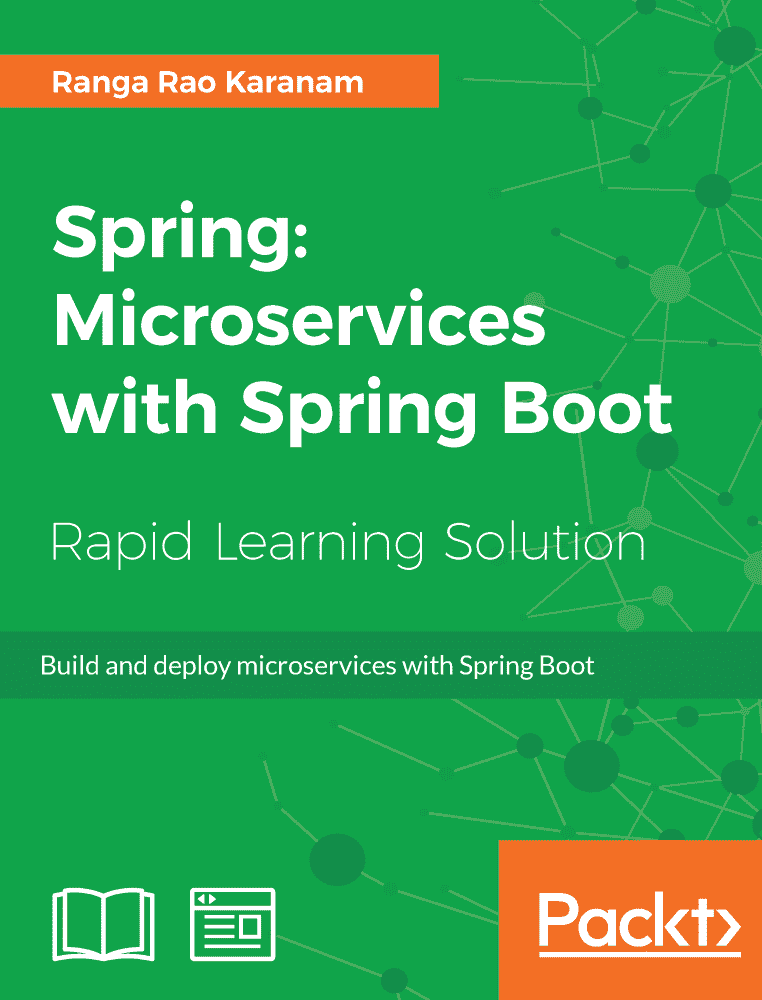 Ranga Rao Karanam
Spring:
Microservices
with Spring Boot
Rapid Learning Solution
Build and deploy microservices with Spring Boot
Packt